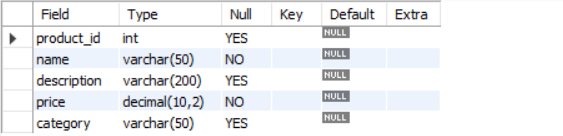 Field Type Null Key Default Extra
product_id int YES NULL
name varchar(50) NO NULL
description varchar(200) YES NULL
price decimal(10,2) NO NULL
category varchar(50) YES NULL